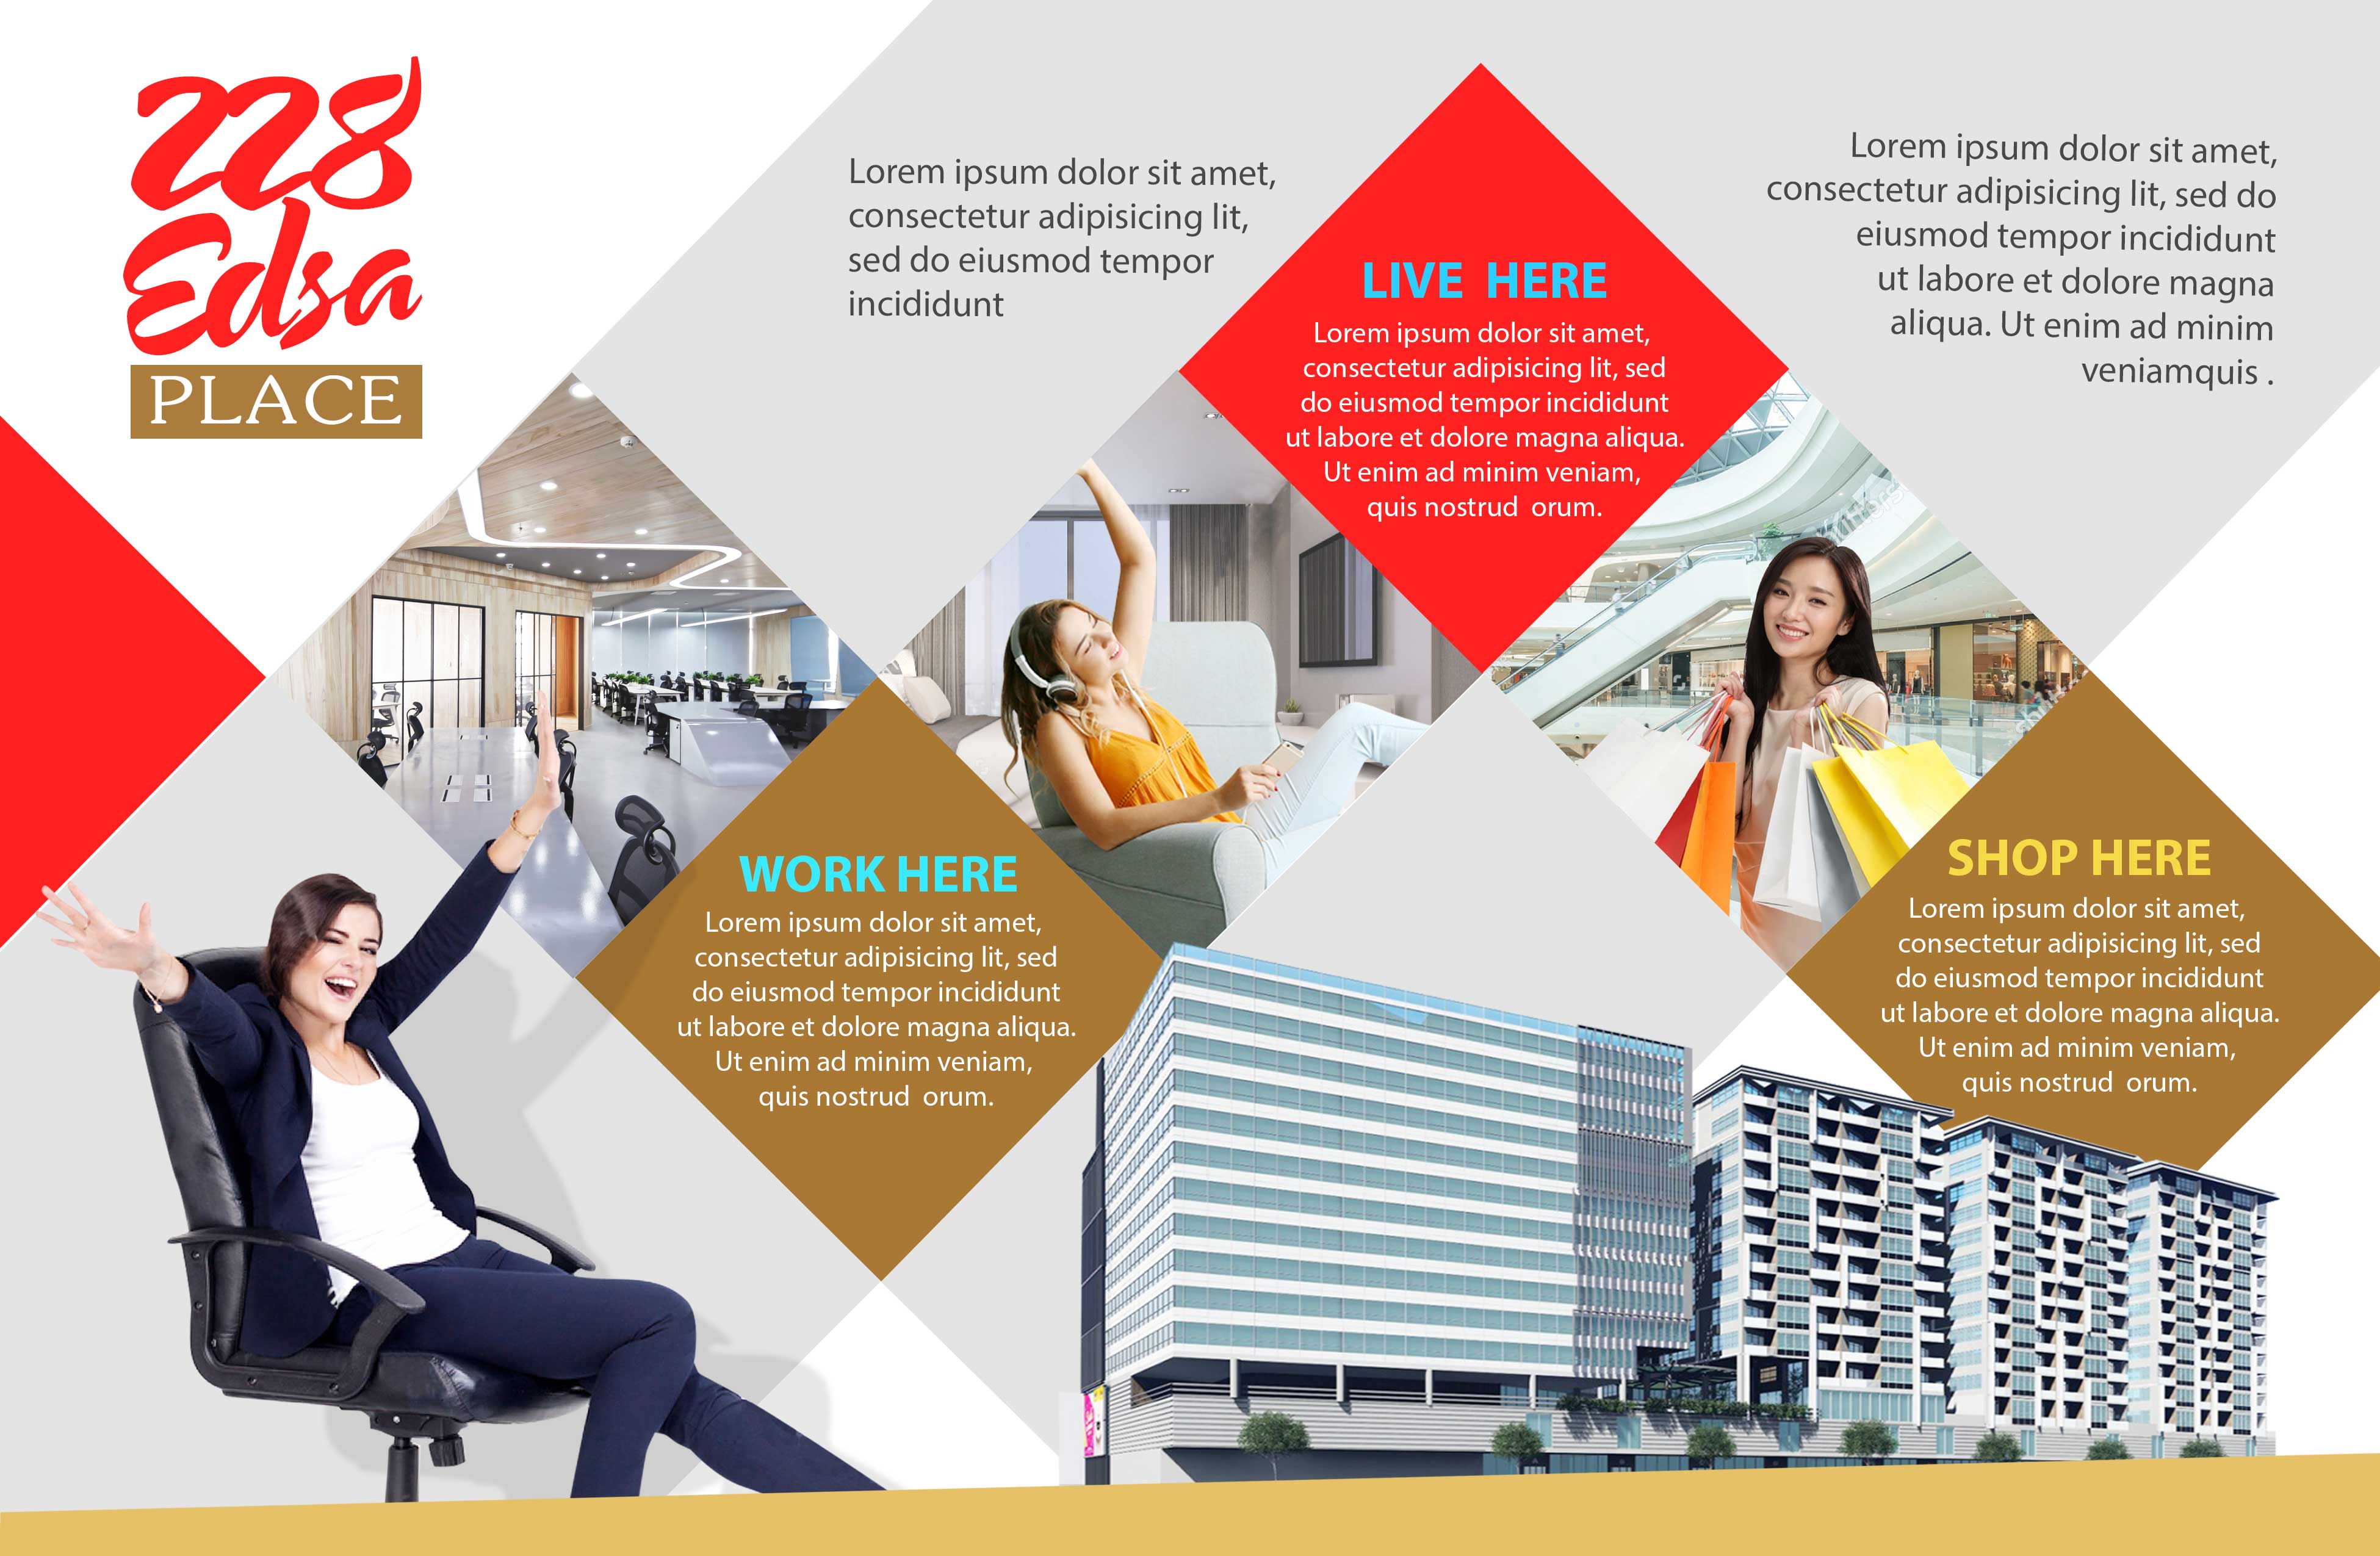 228
Edsa
PLACE
Lorem ipsum dolor sit amet,
consectetur adipisicing lit,
sed do eiusmod tempor
incididunt
LIVE HERE
Lorem ipsum dolor sit amet,
consectetur adipisicing lit, sed
do eiusmod tempor incididunt
ut labore et dolore magna aliqua.
Ut enim ad minim veniam,
quis nostrud orum.
Lorem ipsum dolor sit amet,
consectetur adipisicing lit, sed do
eiusmod tempor incididunt
ut labore et dolore magna
aliqua. Ut enim ad minim
veniamquis .
WORK HERE
Lorem ipsum dolor sit amet,
consectetur adipisicing lit, sed
do eiusmod tempor incididunt
ut labore et dolore magna aliqua.
Ut enim ad minim veniam,
quis nostrud orum.
SHOP HERE
Lorem ipsum dolor sit amet,
consectetur adipisicing lit, sed
do eiusmod tempor incididunt
ut labore et dolore magna aliqua.
Ut enim ad minim veniam,
quis nostrud orum.